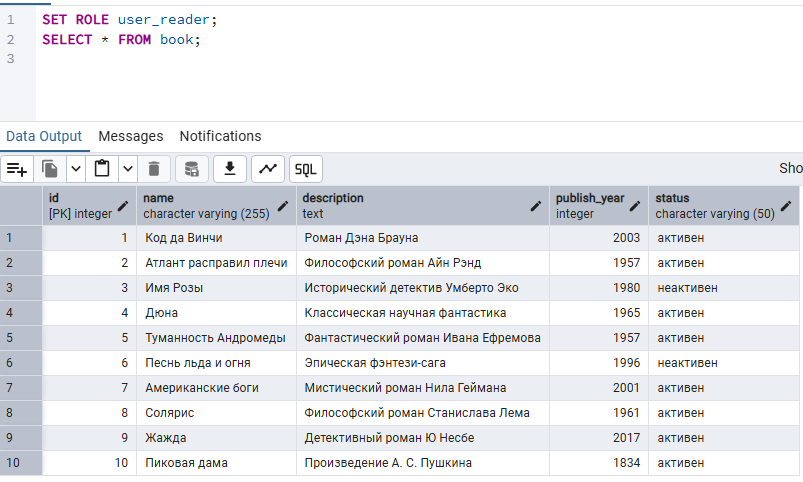 1 SET ROLE user_reader;
2 SELECT * FROM book;
3
Data Output Messages Notifications
SQL Sho
id name description publish_year status
[PK] integer character varying (255) text integer character varying (50)
1 1 Код да Винчи Роман Дэна Брауна 2003 активен
2 2 Атлант расправил плечи Философский роман Айн Рэнд 1957 активен
3 3 Имя Розы Исторический детектив Умберто Эко 1980 неактивен
4 4 Дюна Классическая научная фантастика 1965 активен
5 5 Туманность Андромеды Фантастический роман Ивана Ефремова 1957 активен
6 6 Песнь льда и огня Эпическая фэнтези-сага 1996 неактивен
7 7 Американские боги Мистический роман Нила Геймана 2001 активен
8 8 Солярис Философский роман Станислава Лема 1961 активен
9 9 Жажда Детективный роман Ю Несбе 2017 активен
10 10 Пиковая дама Произведение А. С. Пушкина 1834 активен